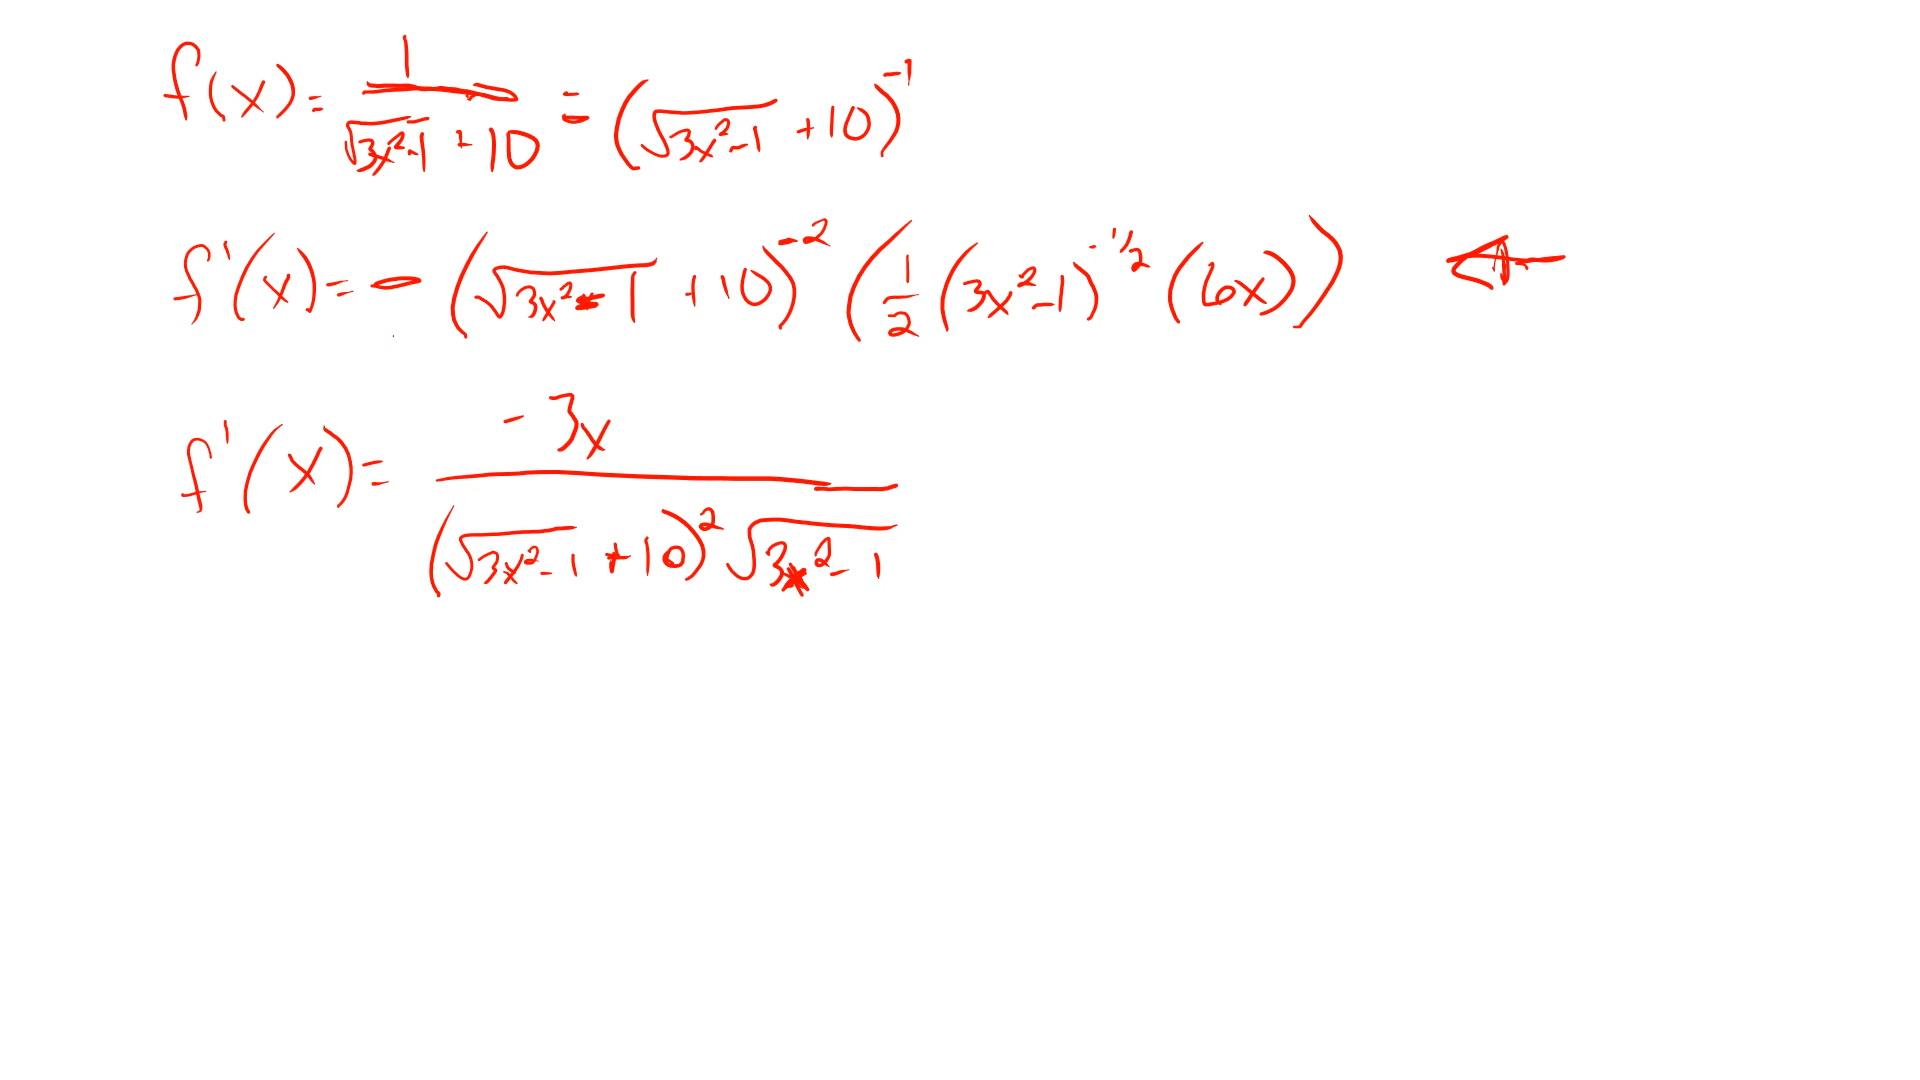 f(x) = 1/(√(3x²-1) + 10) = (√(3x²-1) + 10)⁻¹
f'(x) = -(√(3x²-1) + 10)⁻² (1/2 (3x²-1)^(-1/2) (6x))
f'(x) = -3x/((√(3x²-1) + 10)² √(3x²-1))